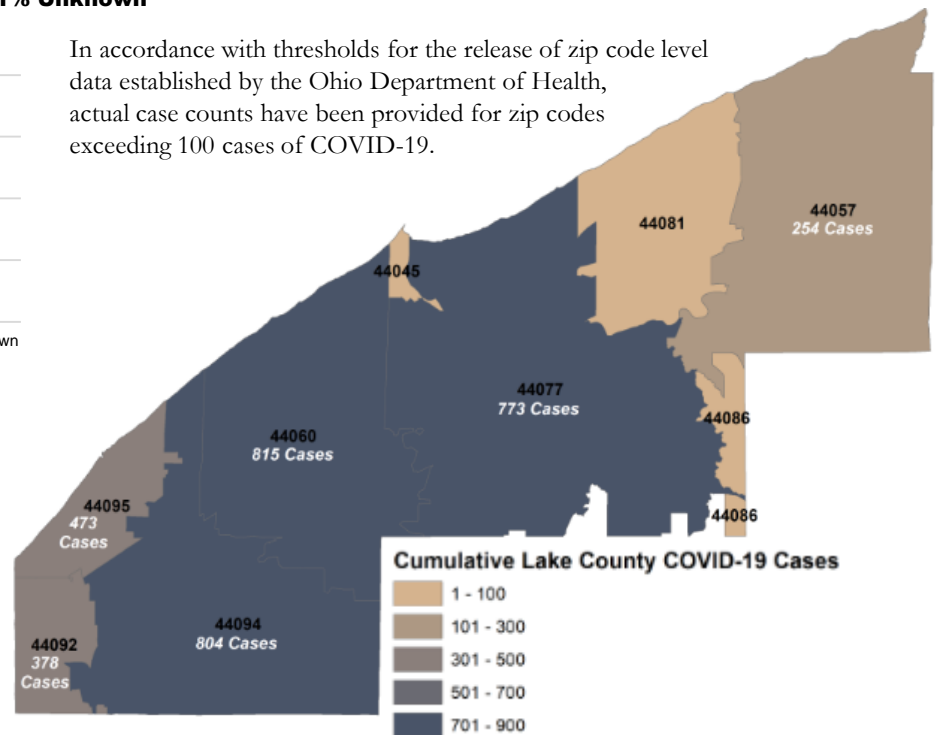 In accordance with thresholds for the release of zip code level
data established by the Ohio Department of Health,
actual case counts have been provided for zip codes
exceeding 100 cases of COVID-19.
44057
254 Cases
44081
44045
44077
773 Cases
44086
44060
815 Cases
44095
473
Cases
44086
44094
804 Cases
44092
378
Cases
Cumulative Lake County COVID-19 Cases
1 - 100
101 - 300
301 - 500
501 - 700
701 - 900